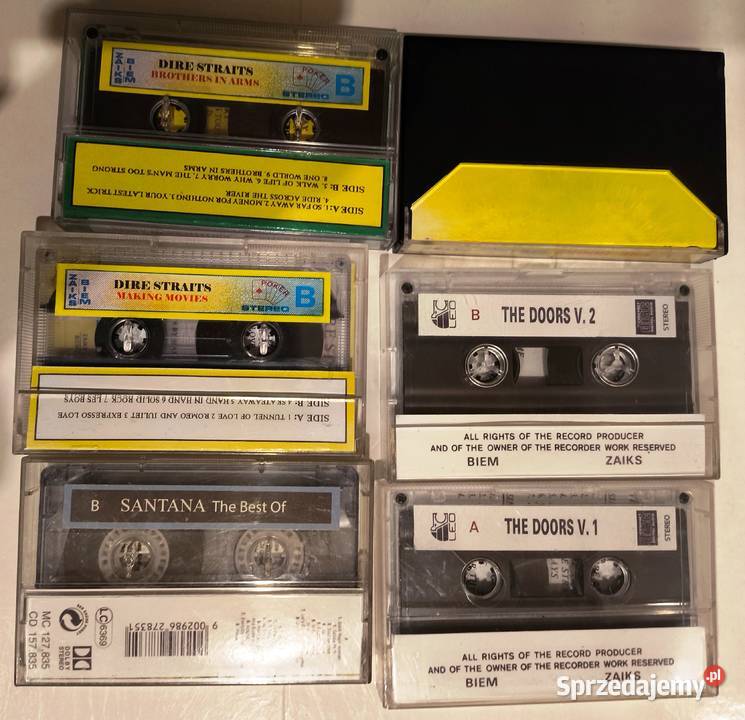 ZAIKS
BIEM
DIRE STRAITS
BROTHERS IN ARMS
POKER
STEREO
B
SIDE A: 1. SO FAR AWAY 2. MONEY FOR NOTHING 3. YOUR LATEST TRICK
4. RIDE ACROSS THE RIVER
SIDE B: 5. WALK OF LIFE 6. WHY WORRY 7. THE MAN'S TOO STRONG
8. ONE WORLD 9. BROTHERS IN ARMS
ZAIKS
BIEM
DIRE STRAITS
MAKING MOVIES
POKER
STEREO
B
SIDE A: 1 TUNNEL OF LOVE 2 ROMEO AND JULIET 3 EXPRESSO LOVE
SIDE B: 4 SKATEAWAY 5 HAND IN HAND 6 SOLID ROCK 7 LES BOYS
B THE DOORS V. 2
STEREO
ALL RIGHTS OF THE RECORD PRODUCER
AND OF THE OWNER OF THE RECORDER WORK RESERVED
BIEM ZAIKS
B SANTANA The Best Of
MC 127.835
CD 157.835
DOLBY
STEREO
LC 6369
9 002986 278351
A THE DOORS V. 1
STEREO
ALL RIGHTS OF THE RECORD PRODUCER
AND OF THE OWNER OF THE RECORDER WORK RESERVED
BIEM ZAIKS
Sprzedajemy.pl